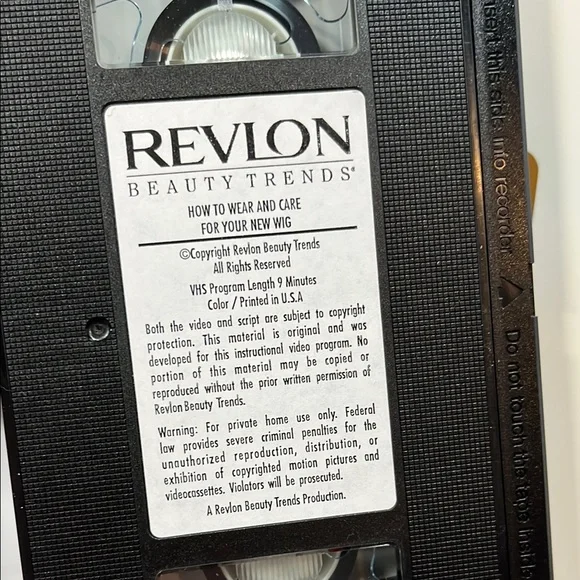 REVLON
BEAUTY TRENDS®
HOW TO WEAR AND CARE
FOR YOUR NEW WIG
©Copyright Revlon Beauty Trends
All Rights Reserved
VHS Program Length 9 Minutes
Color / Printed in U.S.A
Both the video and script are subject to copyright
protection. This material is original and was
developed for this instructional video program. No
portion of this material may be copied or
reproduced without the prior written permission of
Revlon Beauty Trends.
Warning: For private home use only. Federal
law provides severe criminal penalties for the
unauthorized reproduction, distribution, or
exhibition of copyrighted motion pictures and
videocassettes. Violators will be prosecuted.
A Revlon Beauty Trends Production.
Insert this side into recorder
Do not touch the tape inside